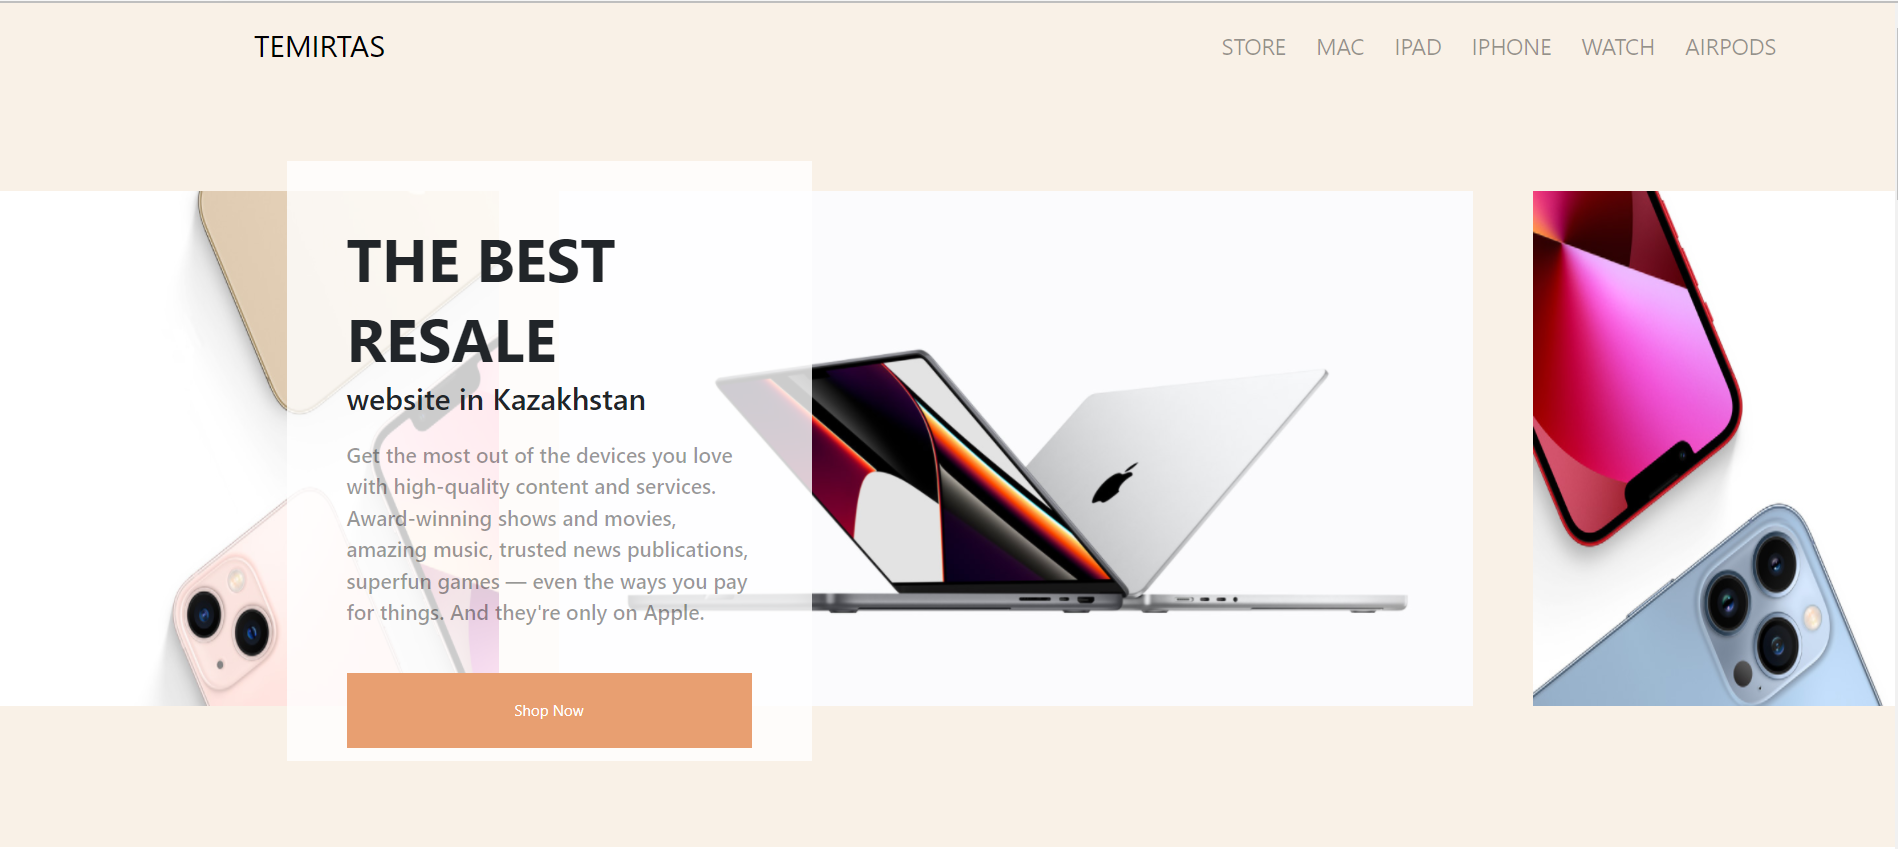 TEMIRTAS
STORE MAC IPAD IPHONE WATCH AIRPODS
THE BEST
RESALE
website in Kazakhstan
Get the most out of the devices you love
with high-quality content and services.
Award-winning shows and movies,
amazing music, trusted news publications,
superfun games — even the ways you pay
for things. And they're only on Apple.
Shop Now